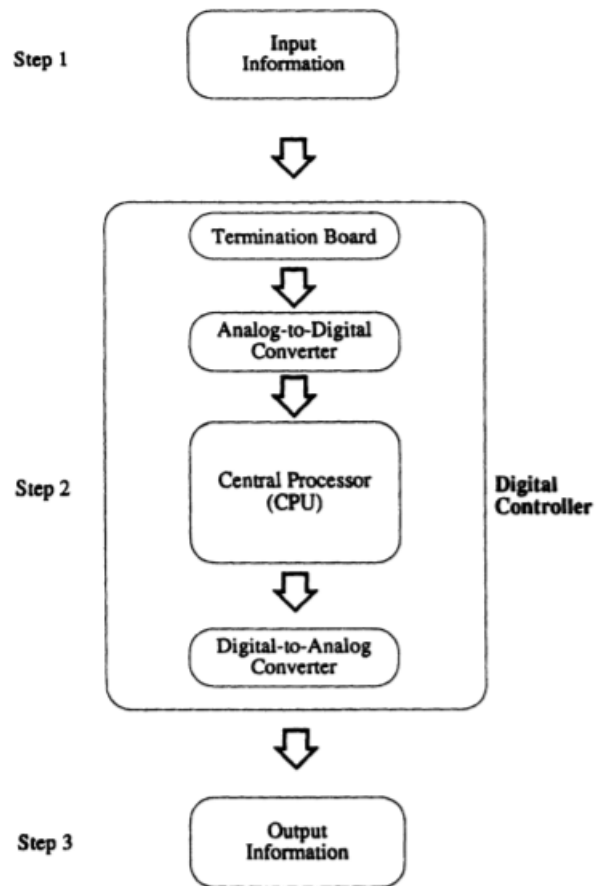 Step 1
Input
Information
Termination Board
Analog-to-Digital
Converter
Step 2
Central Processor
(CPU)
Digital
Controller
Digital-to-Analog
Converter
Step 3
Output
Information